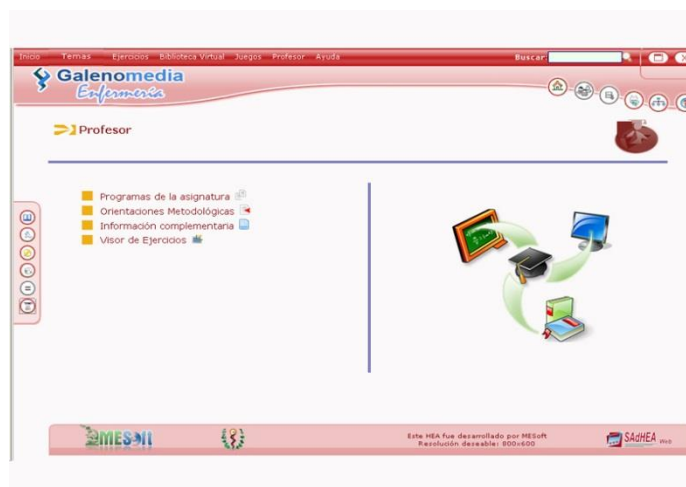 Inicio Temas Ejercicios Biblioteca Virtual Juegos Profesor Ayuda Buscar
Galenomedia
Enfermería
Profesor
Programas de la asignatura
Orientaciones Metodológicas
Información complementaria
Visor de Ejercicios
MESoft
Este HEA fue desarrollado por MESoft
Resolución deseable: 800x600
SAdHEA Web